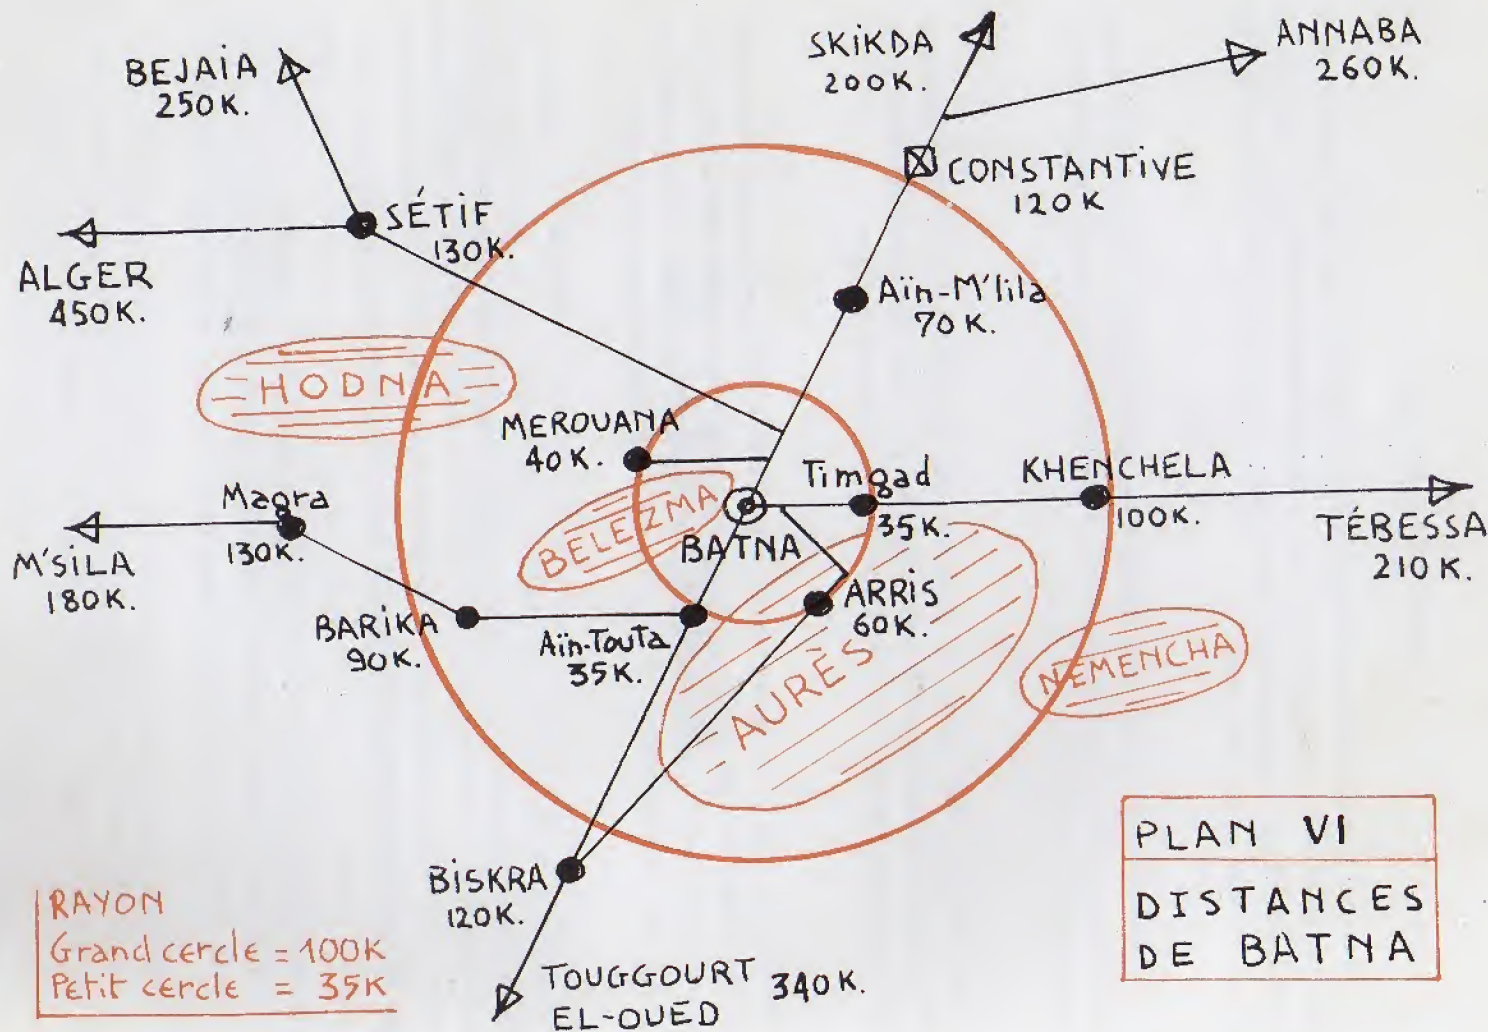 BEJAiA
250K.
SKiKDA
200K.
ANNABA
260K.
CONSTANTiVE
120K
SÉTiF
130K.
ALGER
450K.
Aïn-M'lila
70K.
HODNA
MEROUANA
40K.
Timgad
35K.
KHENCHELA
100K.
TÉBESSA
210K.
Magra
130K.
M'SiLA
180K.
BELEZMA
BATNA
BARiKA
90K.
Aïn-Touta
35K.
ARRiS
60K.
AURÈS
NEMENCHA
BiSKRA
120K.
TOUGGOURT
EL-OUED
340K.
RAYON
Grand cercle = 100K
Petit cercle = 35K
PLAN VI
DISTANCES
DE BATNA